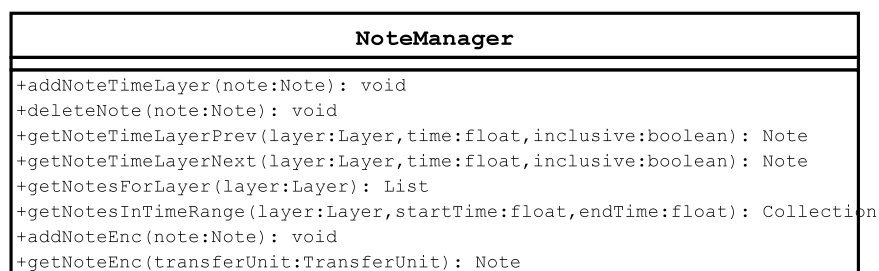 NoteManager
+addNoteTimeLayer(note:Note): void
+deleteNote(note:Note): void
+getNoteTimeLayerPrev(layer:Layer,time:float,inclusive:boolean): Note
+getNoteTimeLayerNext(layer:Layer,time:float,inclusive:boolean): Note
+getNotesForLayer(layer:Layer): List
+getNotesInTimeRange(layer:Layer,startTime:float,endTime:float): Collection
+addNoteEnc(note:Note): void
+getNoteEnc(transferUnit:TransferUnit): Note